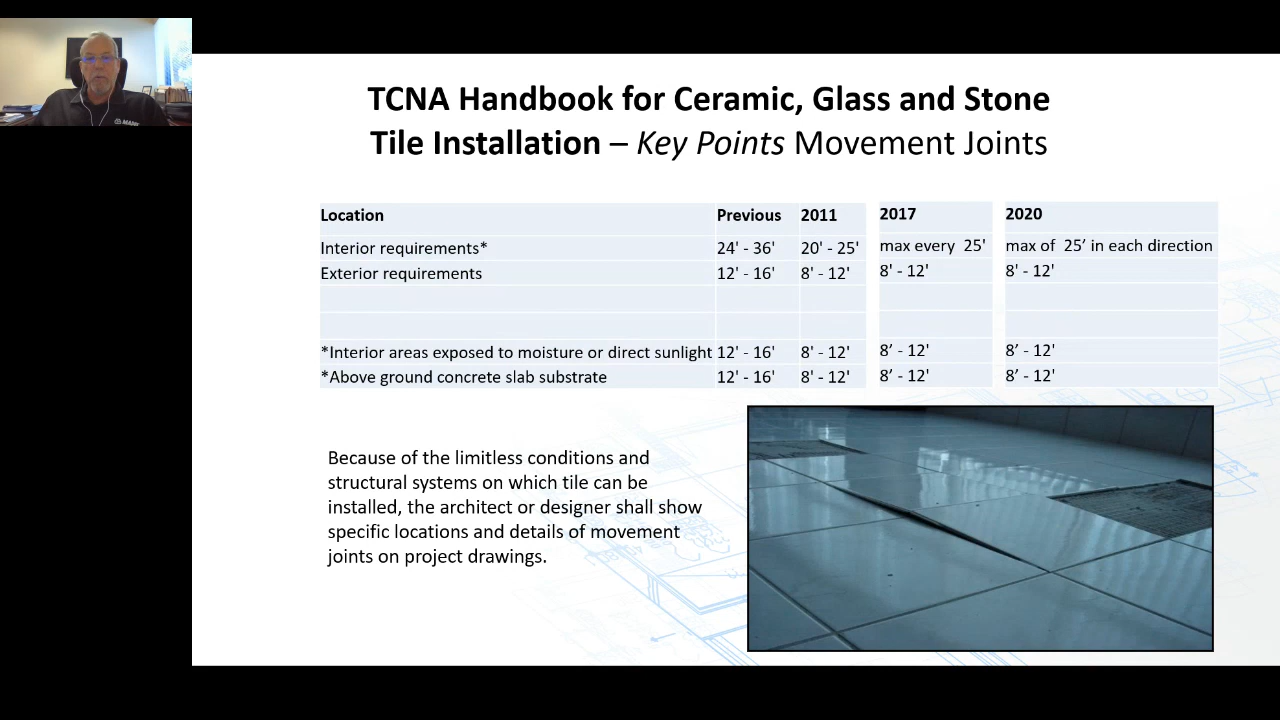 TCNA Handbook for Ceramic, Glass and Stone
Tile Installation – Key Points Movement Joints
Location Previous 2011 2017 2020
Interior requirements* 24' - 36' 20' - 25' max every 25' max of 25’ in each direction
Exterior requirements 12' - 16' 8' - 12' 8' - 12' 8' - 12'
*Interior areas exposed to moisture or direct sunlight 12' - 16' 8' - 12' 8’ - 12' 8’ - 12'
*Above ground concrete slab substrate 12' - 16' 8' - 12' 8’ - 12' 8’ - 12'
Because of the limitless conditions and
structural systems on which tile can be
installed, the architect or designer shall show
specific locations and details of movement
joints on project drawings.